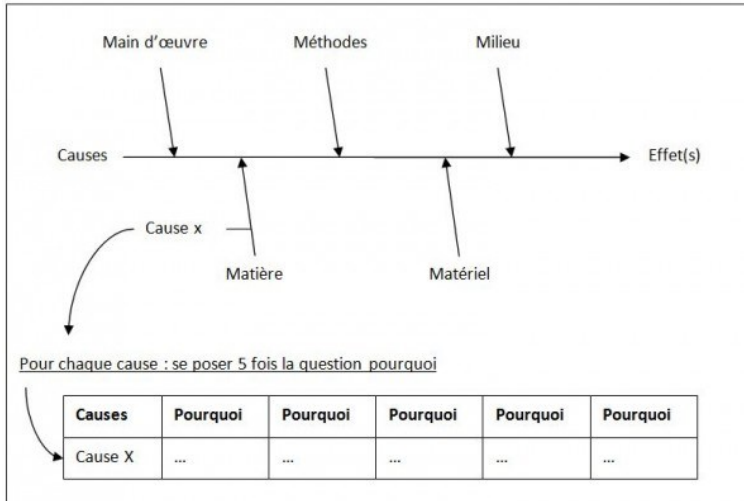 Main d'œuvre Méthodes Milieu
Causes Effet(s)
Cause x
Matière Matériel
Pour chaque cause : se poser 5 fois la question pourquoi
Causes Pourquoi Pourquoi Pourquoi Pourquoi Pourquoi
Cause X ... ... ... ... ...